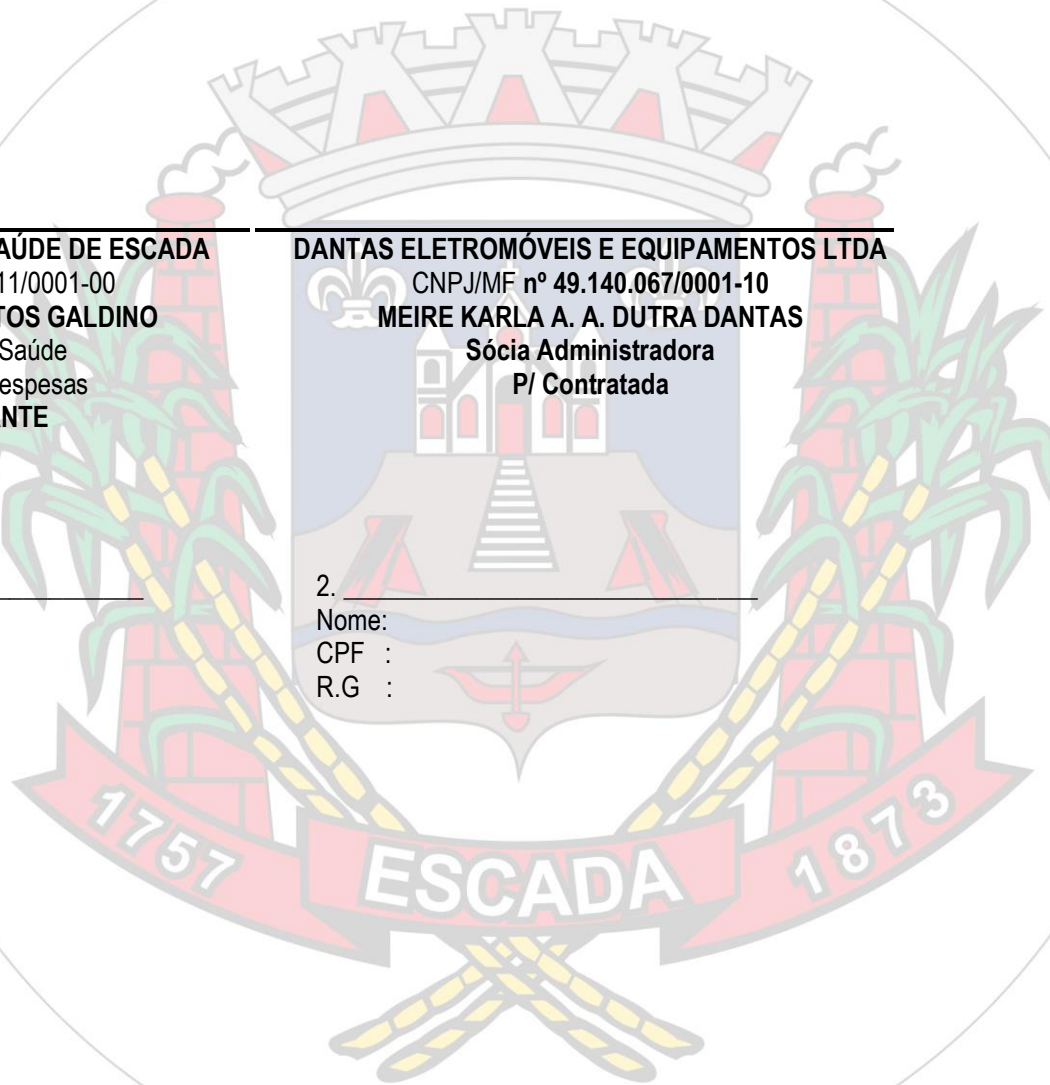 AÚDE DE ESCADA
11/0001-00
TOS GALDINO
Saúde
espesas
ANTE
DANTAS ELETROMÓVEIS E EQUIPAMENTOS LTDA
CNPJ/MF nº 49.140.067/0001-10
MEIRE KARLA A. A. DUTRA DANTAS
Sócia Administradora
P/ Contratada
2. ______________________________
Nome:
CPF :
R.G :
1757
ESCADA
1873